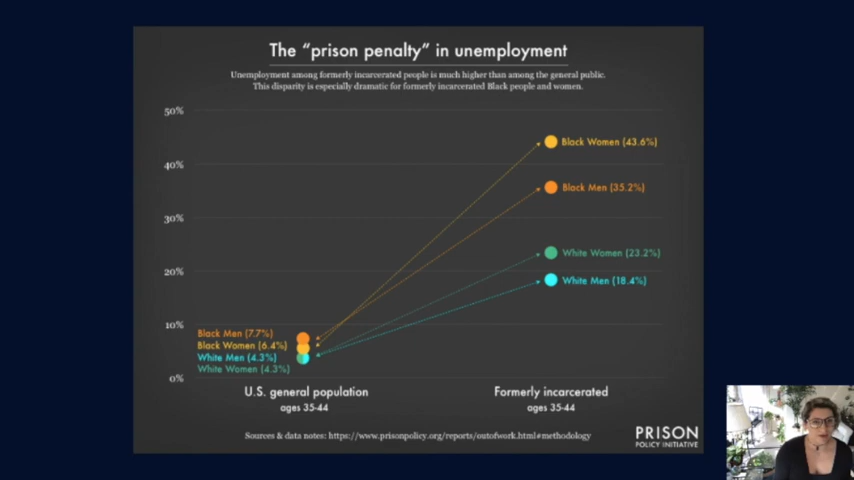 The "prison penalty" in unemployment
Unemployment among formerly incarcerated people is much higher than among the general public.
This disparity is especially dramatic for formerly incarcerated Black people and women.
50%
40%
30%
20%
10%
0%
Black Women (43.6%)
Black Men (35.2%)
White Women (23.2%)
White Men (18.4%)
Black Men (7.7%)
Black Women (6.4%)
White Men (4.3%)
White Women (4.3%)
U.S. general population
ages 35-44
Formerly incarcerated
ages 35-44
Sources & data notes: https://www.prisonpolicy.org/reports/outofwork.html#methodology
PRISON
POLICY INITIATIVE